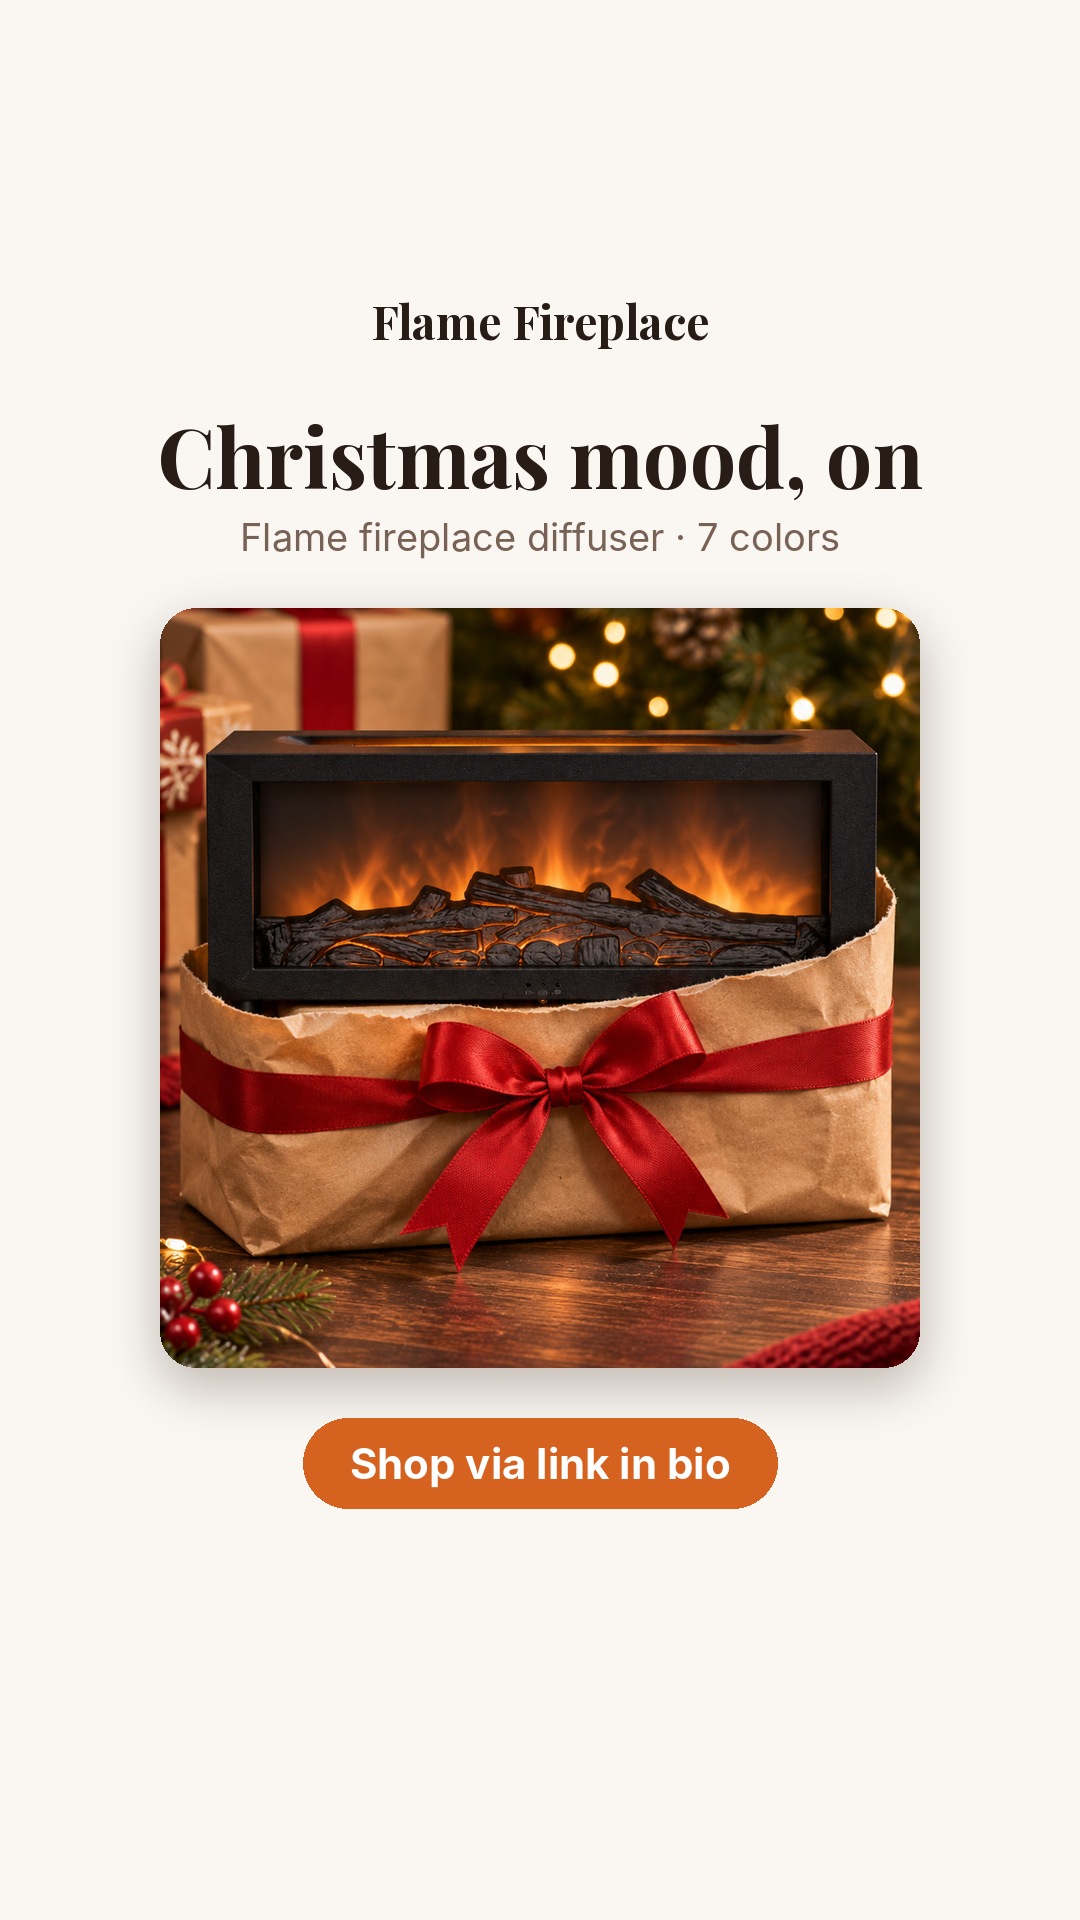 Flame Fireplace
Christmas mood, on
Flame fireplace diffuser · 7 colors
Shop via link in bio